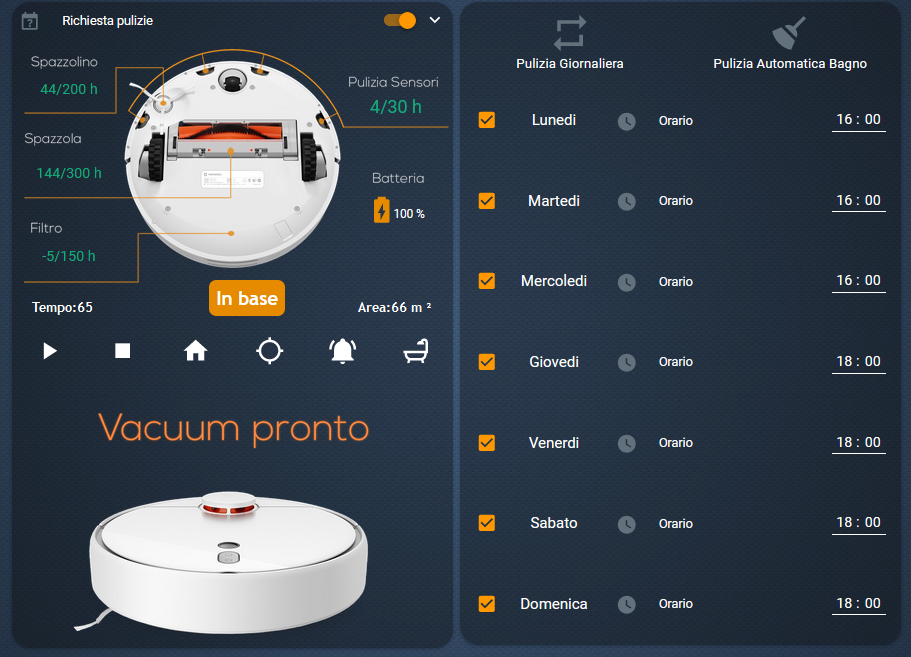 Richiesta pulizie
Spazzolino
44/200 h
Pulizia Sensori
4/30 h
Spazzola
144/300 h
Batteria
100 %
Filtro
-5/150 h
In base
Tempo:65
Area:66 m ²
Vacuum pronto
Pulizia Giornaliera
Pulizia Automatica Bagno
Lunedi Orario 16 : 00
Martedi Orario 16 : 00
Mercoledi Orario 16 : 00
Giovedi Orario 18 : 00
Venerdi Orario 18 : 00
Sabato Orario 18 : 00
Domenica Orario 18 : 00